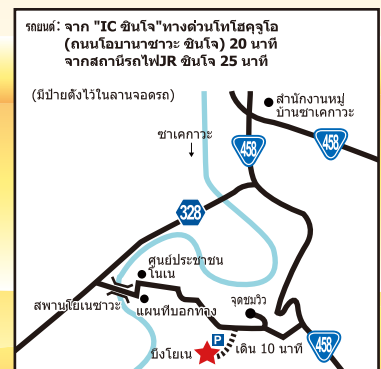 รถยนต์: จาก "IC ชินโจ"ทางด่วนโทโฮคุจูโอ
(ถนนโอบานาซาวะ ชินโจ) 20 นาที
จากสถานีรถไฟJR ชินโจ 25 นาที
(มีป้ายตั้งไว้ในลานจอดรถ)
สำนักงานหมู่
บ้านซาเคกาวะ
ซาเคกาวะ
458
458
328
ศูนย์ประชาชน
โนเน
สพานโยเนซาวะ
แผนที่บอกทาง
จุดชมวิว
P
บึงโยเน
เดิน 10 นาที
458